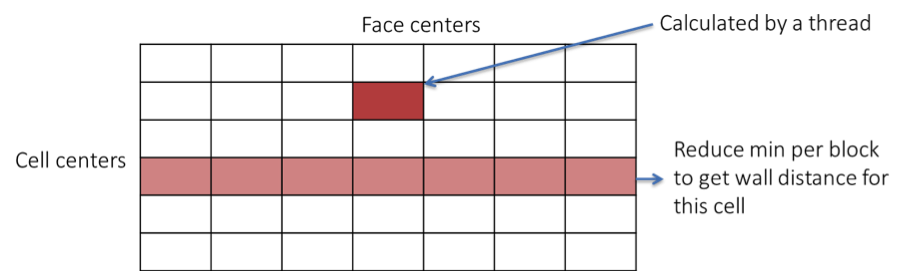 Face centers
Calculated by a thread
Cell centers
Reduce min per block
to get wall distance for
this cell